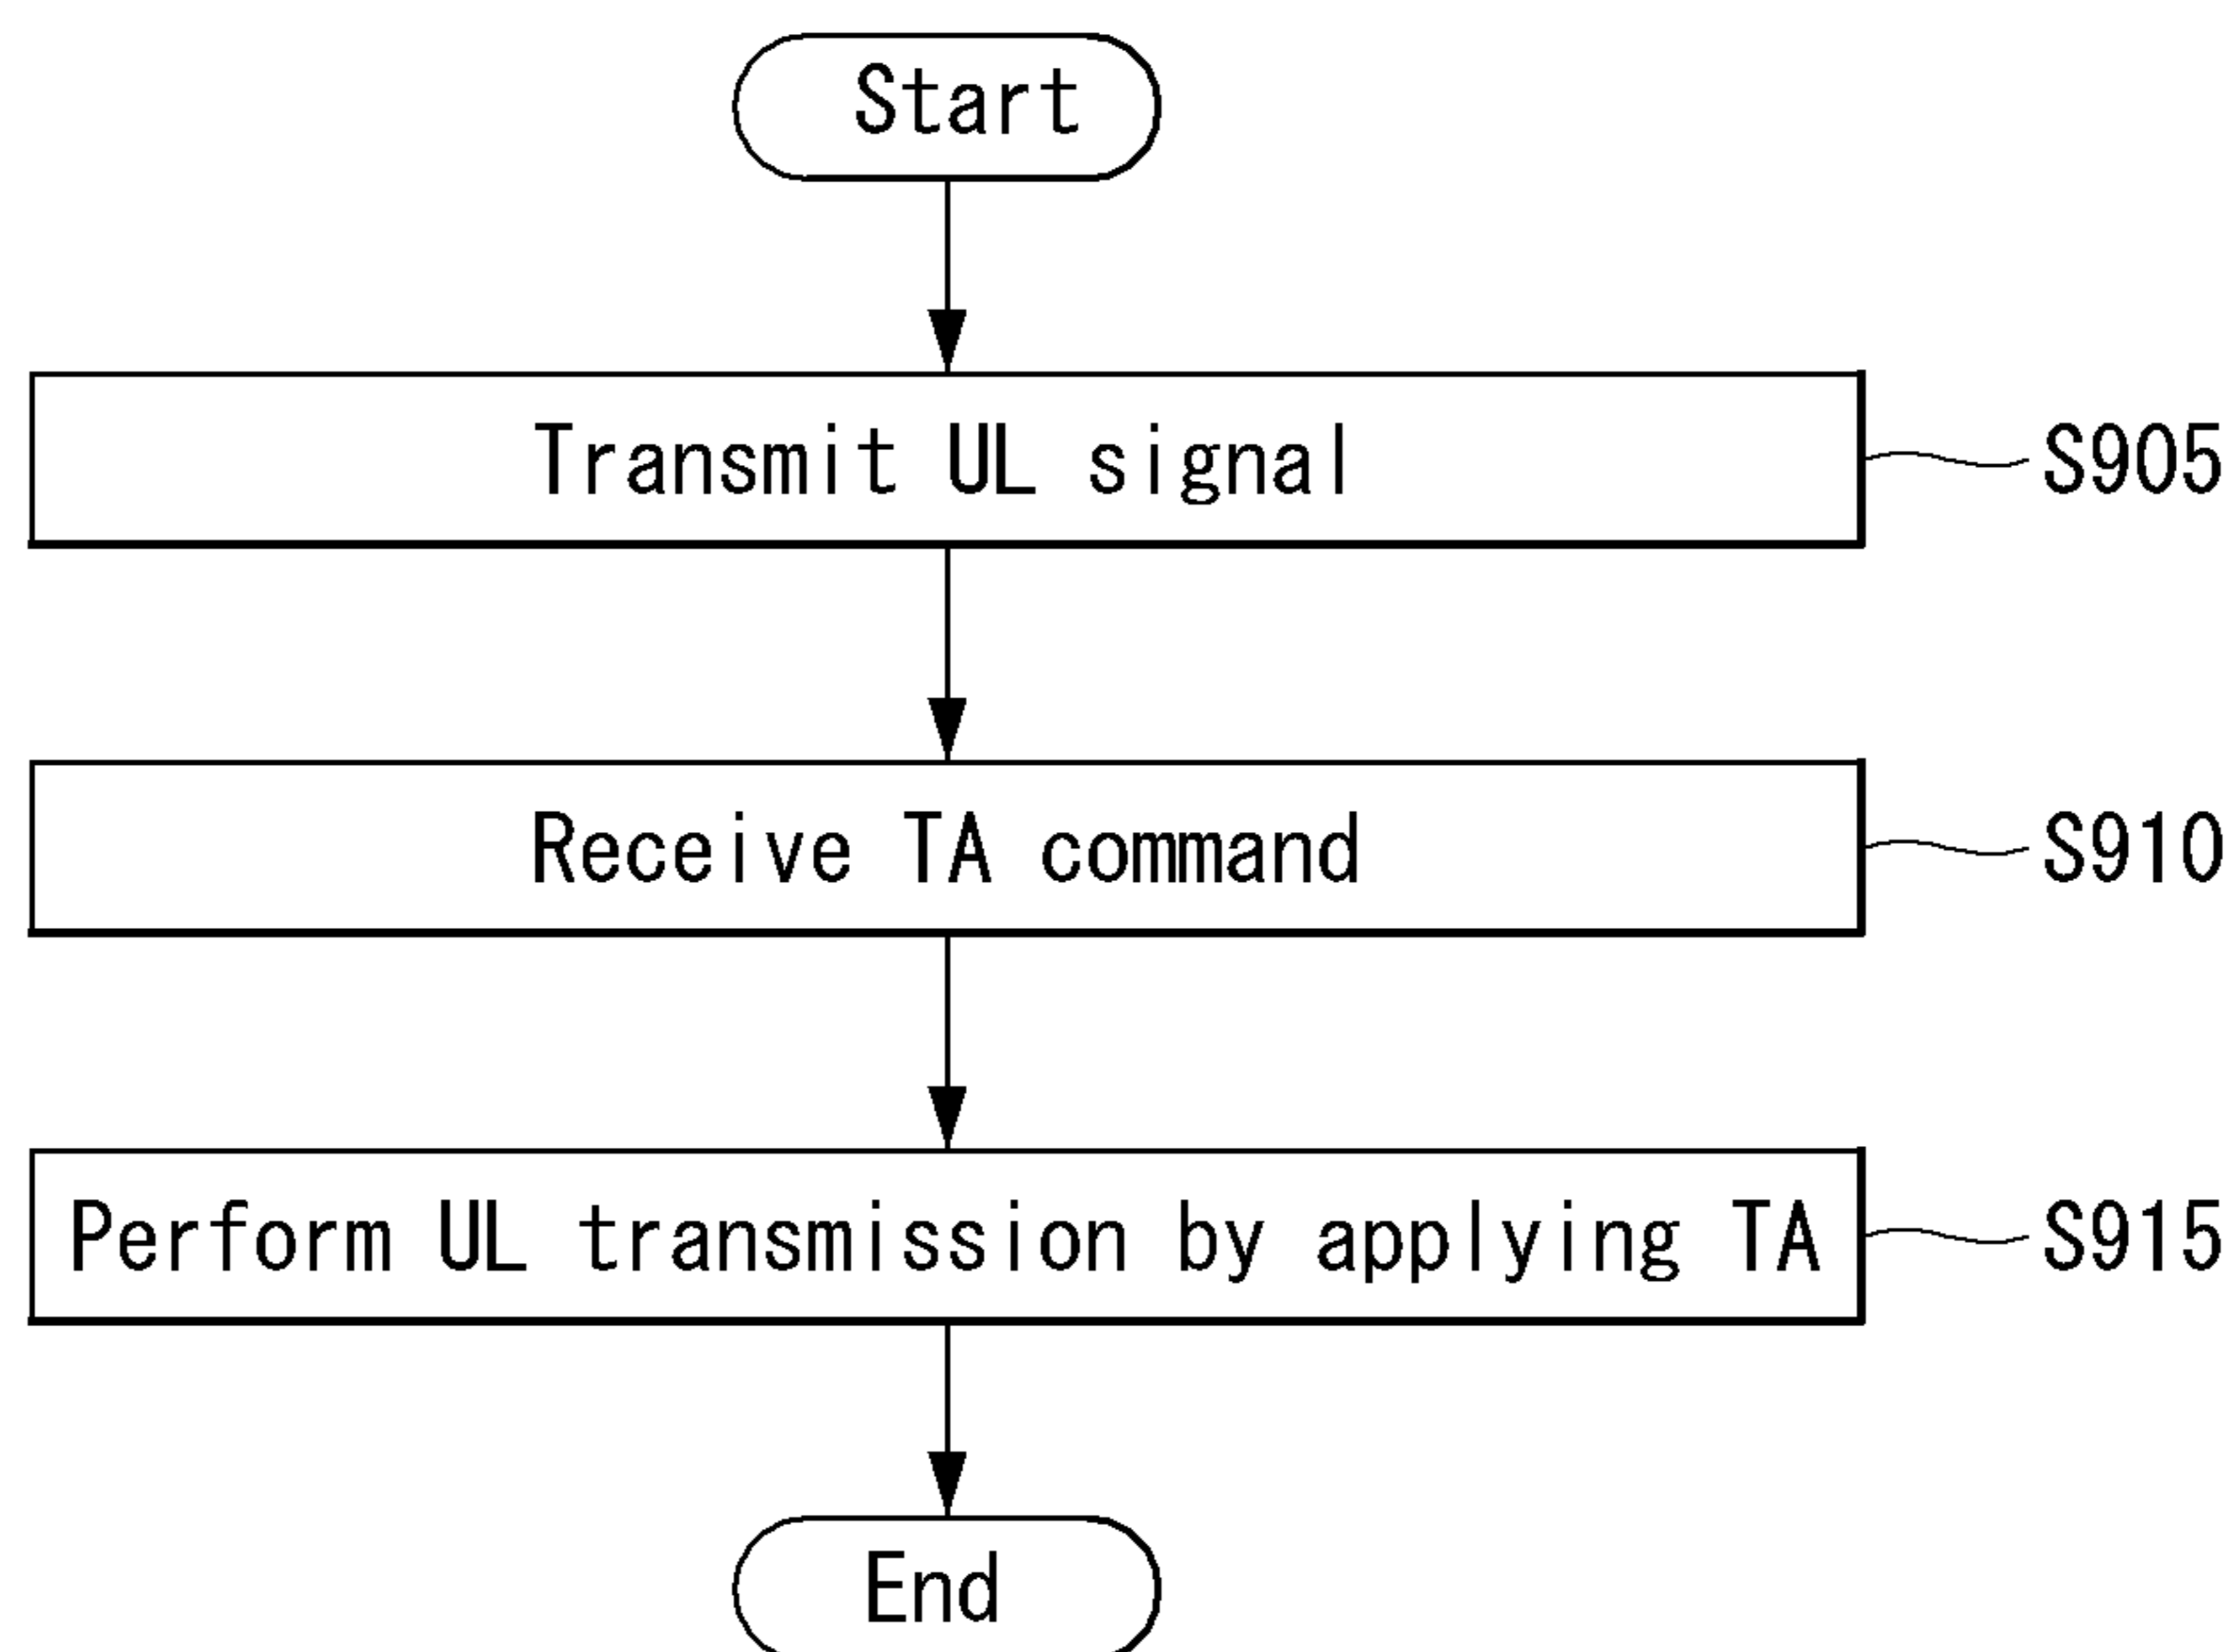 Start
Transmit UL signal
S905
Receive TA command
S910
Perform UL transmission by applying TA
S915
End